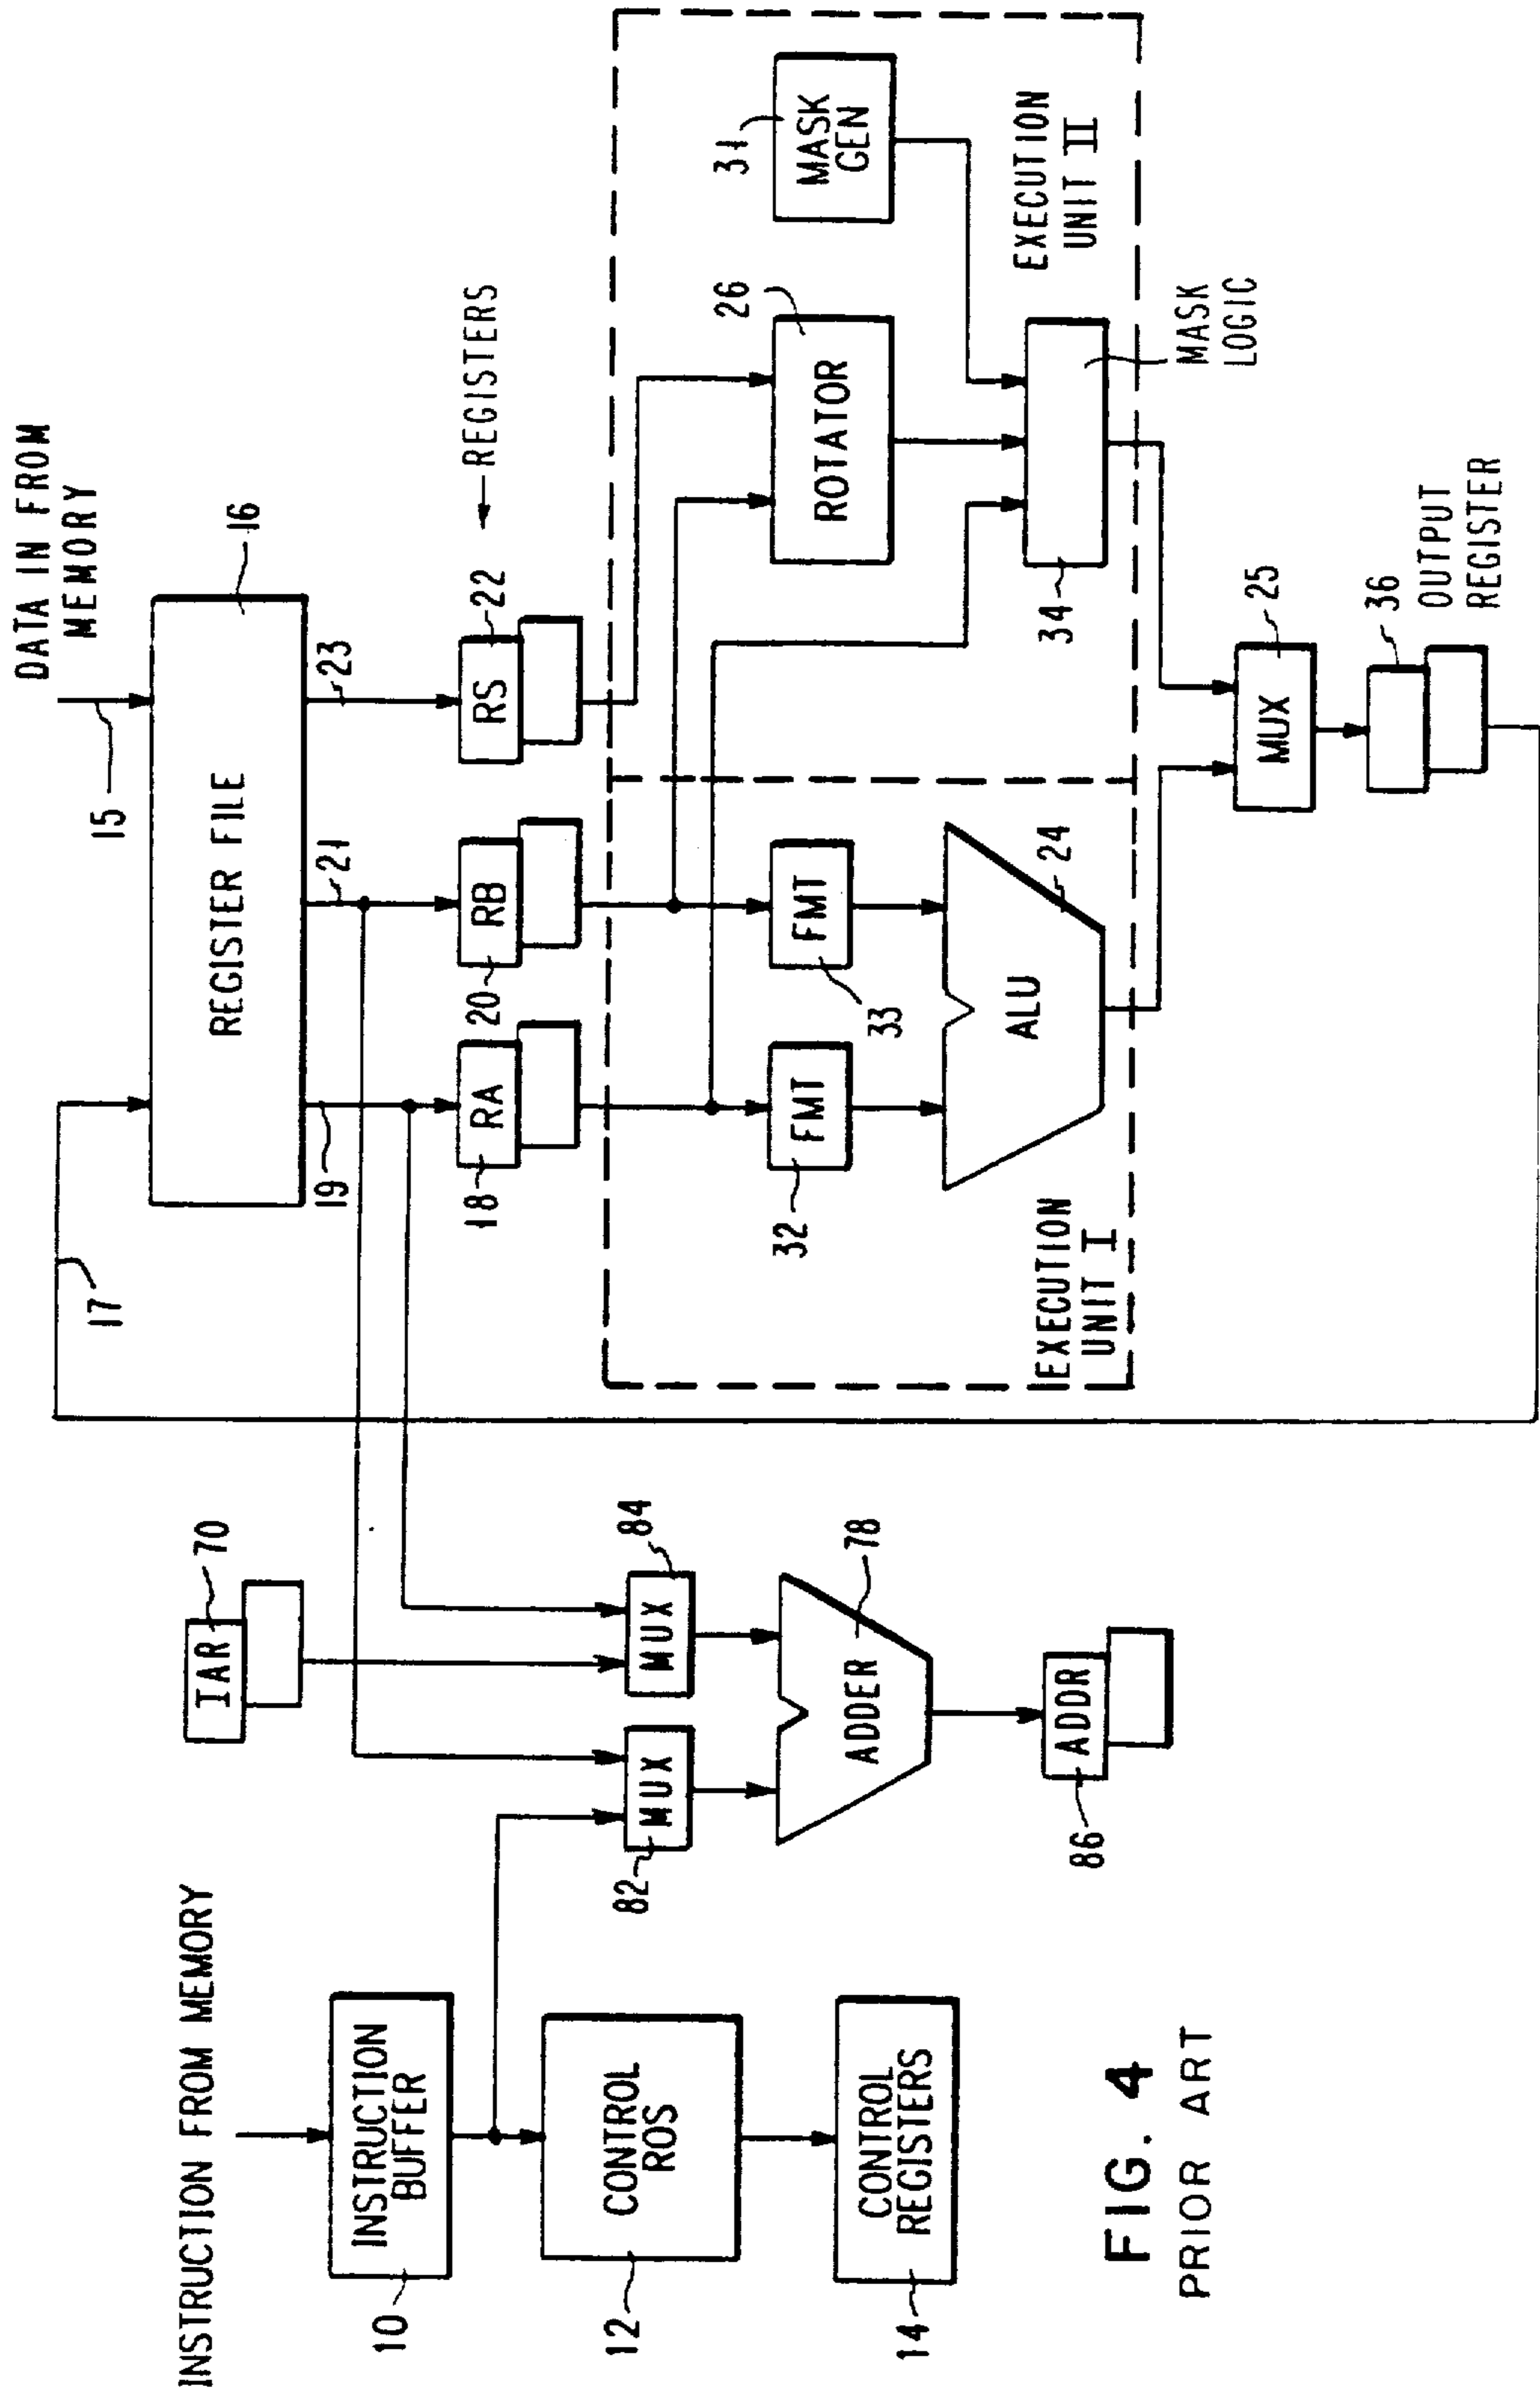 INSTRUCTION FROM MEMORY
10
INSTRUCTION
BUFFER
12
CONTROL
ROS
14
CONTROL
REGISTERS
IAR
70
82
MUX
MUX
84
ADDER
78
86
ADDR
17
DATA IN FROM
MEMORY
15
REGISTER FILE
16
19
21
23
18
RA
20
RB
RS
22
REGISTERS
32
FMT
33
FMT
ALU
24
EXECUTION
UNIT I
ROTATOR
26
31
MASK
GEN
34
MASK
LOGIC
EXECUTION
UNIT II
MUX
25
36
OUTPUT
REGISTER
FIG. 4
PRIOR ART